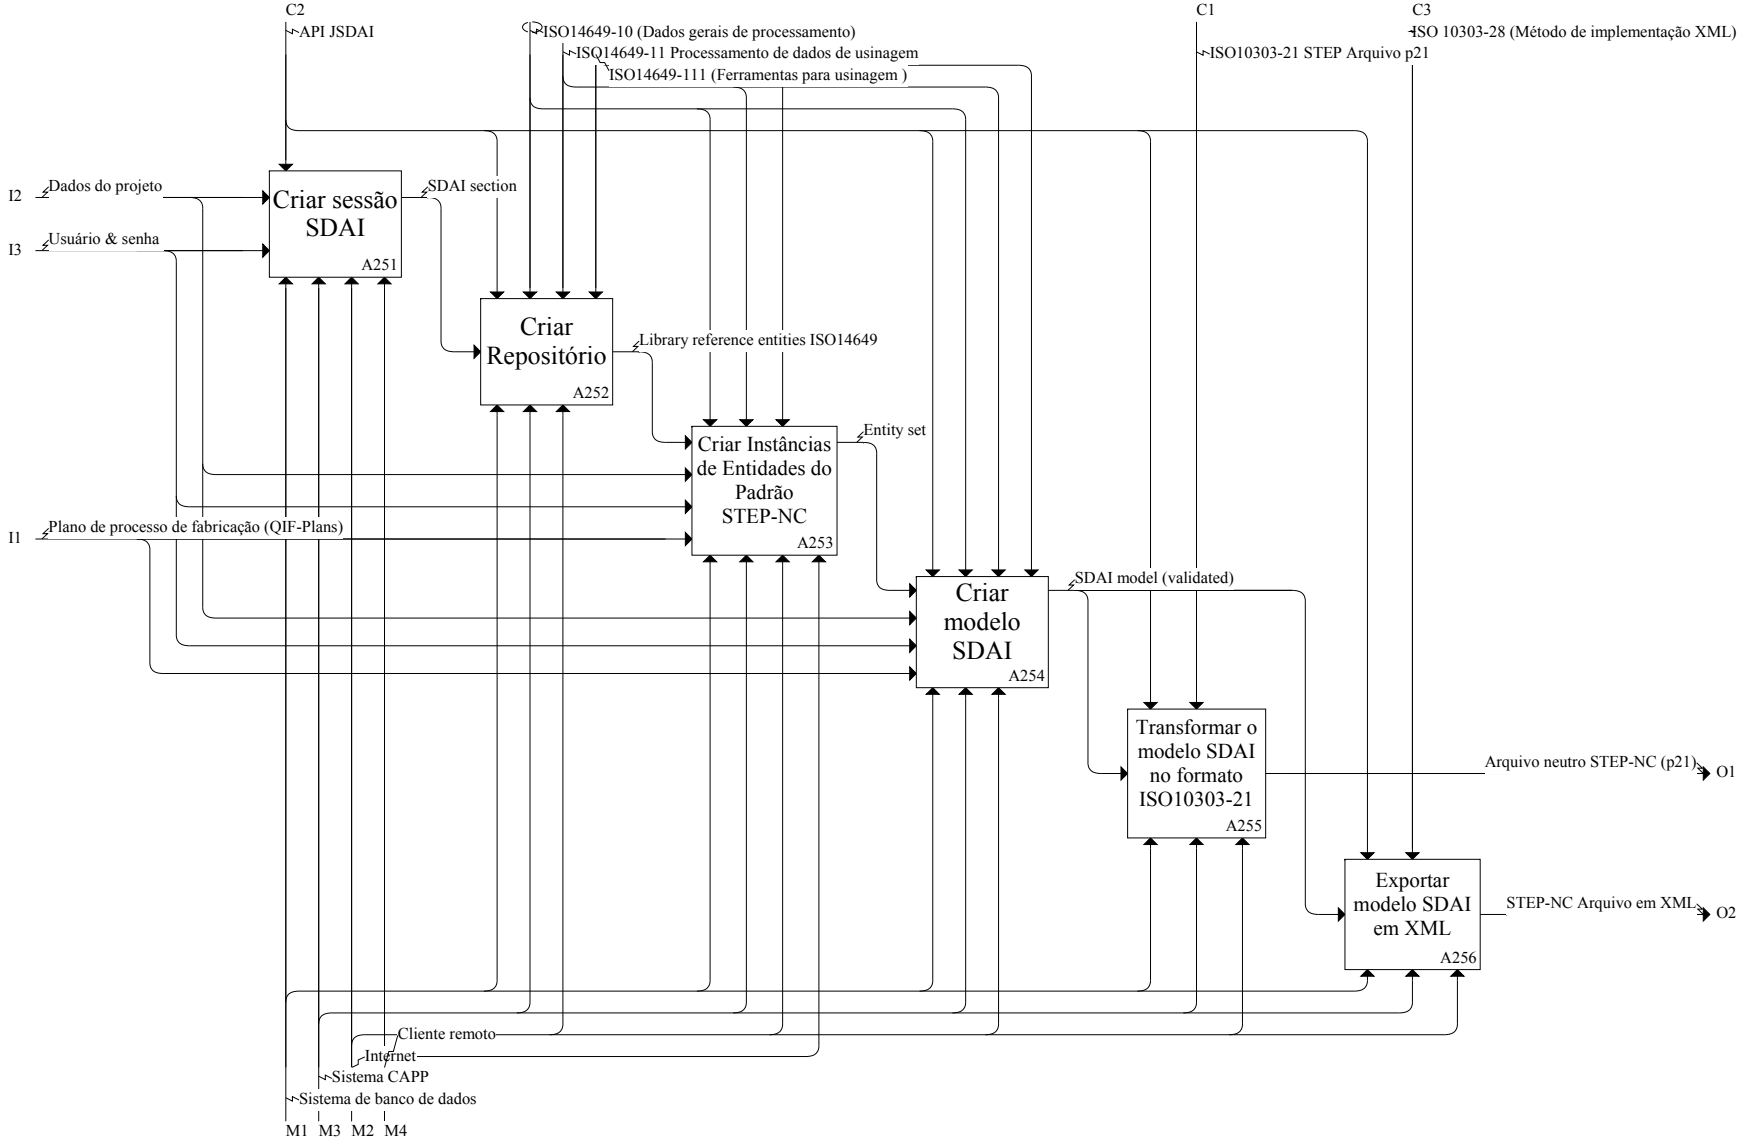 C2
C1
C3
API JSDAI
ISO14649-10 (Dados gerais de processamento)
ISO 10303-28 (Método de implementação XML)
ISO14649-11 Processamento de dados de usinagem
ISO10303-21 STEP Arquivo p21
ISO14649-111 (Ferramentas para usinagem )
I2
Dados do projeto
I3
Usuário & senha
Criar sessão
SDAI
A251
SDAI section
Criar
Repositório
A252
Library reference entities ISO14649
Criar Instâncias
de Entidades do
Padrão
STEP-NC
A253
Entity set
I1
Plano de processo de fabricação (QIF-Plans)
Criar
modelo
SDAI
A254
SDAI model (validated)
Transformar o
modelo SDAI
no formato
ISO10303-21
A255
Arquivo neutro STEP-NC (p21)
O1
Exportar
modelo SDAI
em XML
A256
STEP-NC Arquivo em XML
O2
Cliente remoto
Internet
Sistema CAPP
Sistema de banco de dados
M1 M3 M2 M4